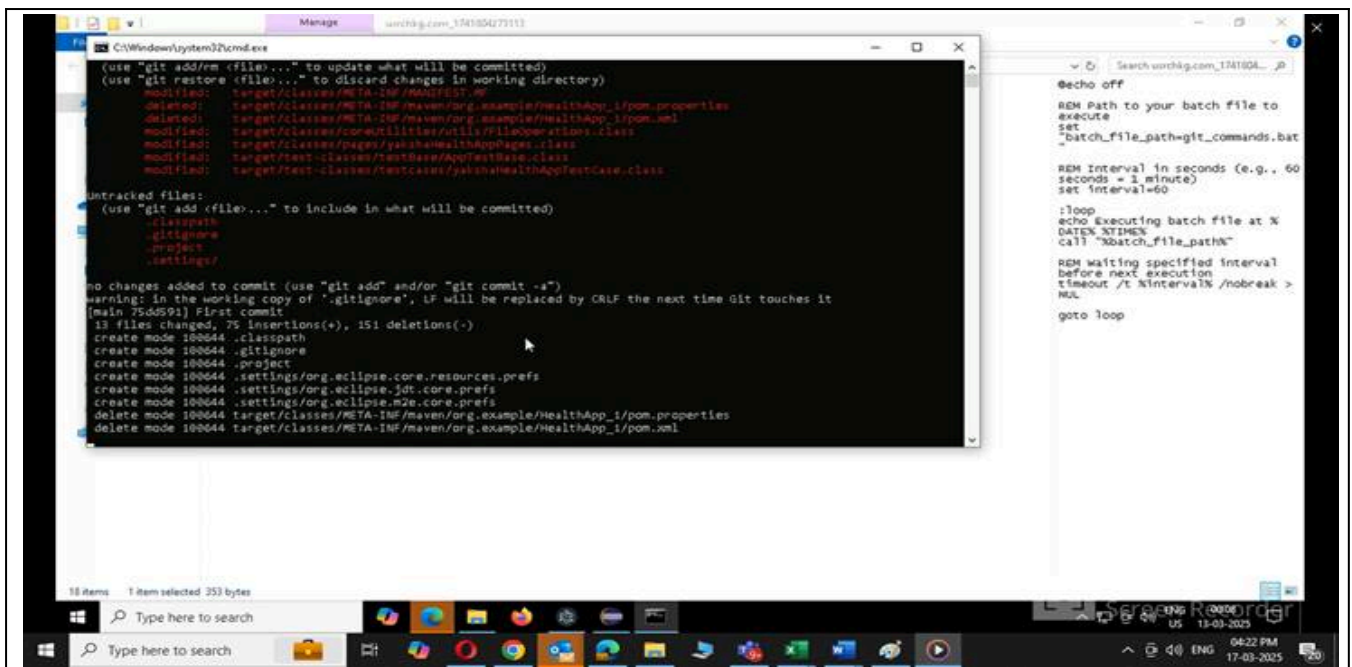 Manage
urrchkg.com_1741804273113
C:\Windows\system32\cmd.exe
(use "git add/rm <file>..." to update what will be committed)
(use "git restore <file>..." to discard changes in working directory)
modified: target/classes/META-INF/MANIFEST.MF
deleted: target/classes/META-INF/maven/org.example/HealthApp_1/pom.properties
deleted: target/classes/META-INF/maven/org.example/HealthApp_1/pom.xml
modified: target/classes/coreUtilities/utils/FileOperations.class
modified: target/classes/pages/yakshaHealthAppPages.class
modified: target/test-classes/testBase/AppTestBase.class
modified: target/test-classes/testcases/yakshaHealthAppTestCase.class
Untracked files:
(use "git add <file>..." to include in what will be committed)
.classpath
.gitignore
.project
.settings/
no changes added to commit (use "git add" and/or "git commit -a")
warning: in the working copy of '.gitignore', LF will be replaced by CRLF the next time Git touches it
[main 75dd591] First commit
13 files changed, 75 insertions(+), 151 deletions(-)
create mode 100644 .classpath
create mode 100644 .gitignore
create mode 100644 .project
create mode 100644 .settings/org.eclipse.core.resources.prefs
create mode 100644 .settings/org.eclipse.jdt.core.prefs
create mode 100644 .settings/org.eclipse.m2e.core.prefs
delete mode 100644 target/classes/META-INF/maven/org.example/HealthApp_1/pom.properties
delete mode 100644 target/classes/META-INF/maven/org.example/HealthApp_1/pom.xml
Search urrchkg.com_1741804...
@echo off
REM Path to your batch file to
execute
set
"batch_file_path=git_commands.bat
"
REM Interval in seconds (e.g., 60
seconds = 1 minute)
set interval=60
:loop
echo Executing batch file at %
DATE% %TIME%
call "%batch_file_path%"
REM Waiting specified interval
before next execution
timeout /t %interval% /nobreak >
NUL
goto loop
18 items 1 item selected 353 bytes
Type here to search
Screen Recorder
ENG 00:06
US 13-03-2025
Type here to search
ENG
04:22 PM
17-03-2025
20